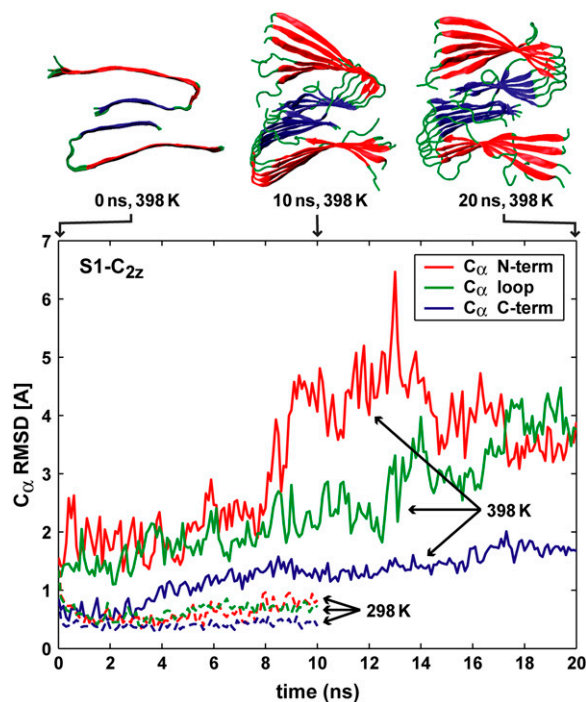 0 ns, 398 K
10 ns, 398 K
20 ns, 398 K
S1-C2z
Cα N-term
Cα loop
Cα C-term
7
6
5
4
3
2
1
0
Cα RMSD [A]
398 K
298 K
0 2 4 6 8 10 12 14 16 18 20
time (ns)